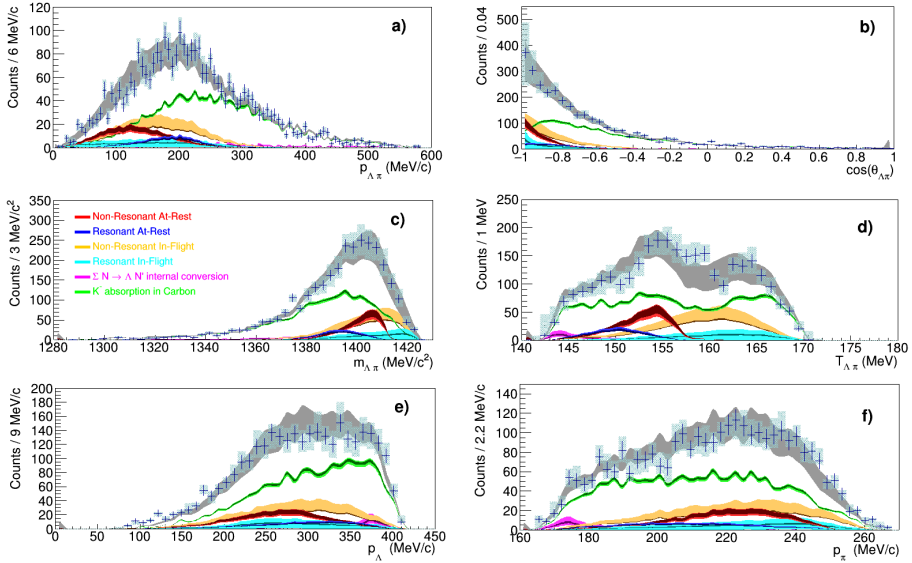 120
100
80
60
40
20
0
Counts / 6 MeV/c
a)
0 100 200 300 400 500 600
p_Λπ (MeV/c)
500
400
300
200
100
0
Counts / 0.04
b)
−1 −0.8 −0.6 −0.4 −0.2 0 0.2 0.4 0.6 0.8 1
cos(θ_Λπ)
350
300
250
200
150
100
50
0
Counts / 3 MeV/c²
c)
Non-Resonant At-Rest
Resonant At-Rest
Non-Resonant In-Flight
Resonant In-Flight
Σ N → Λ N' internal conversion
K⁻ absorption in Carbon
1280 1300 1320 1340 1360 1380 1400 1420
m_Λπ (MeV/c²)
250
200
150
100
50
0
Counts / 1 MeV
d)
140 145 150 155 160 165 170 175 180
T_Λπ (MeV)
200
180
160
140
120
100
80
60
40
20
0
Counts / 9 MeV/c
e)
0 50 100 150 200 250 300 350 400 450
p_Λ (MeV/c)
140
120
100
80
60
40
20
0
Counts / 2.2 MeV/c
f)
160 180 200 220 240 260
p_π (MeV/c)